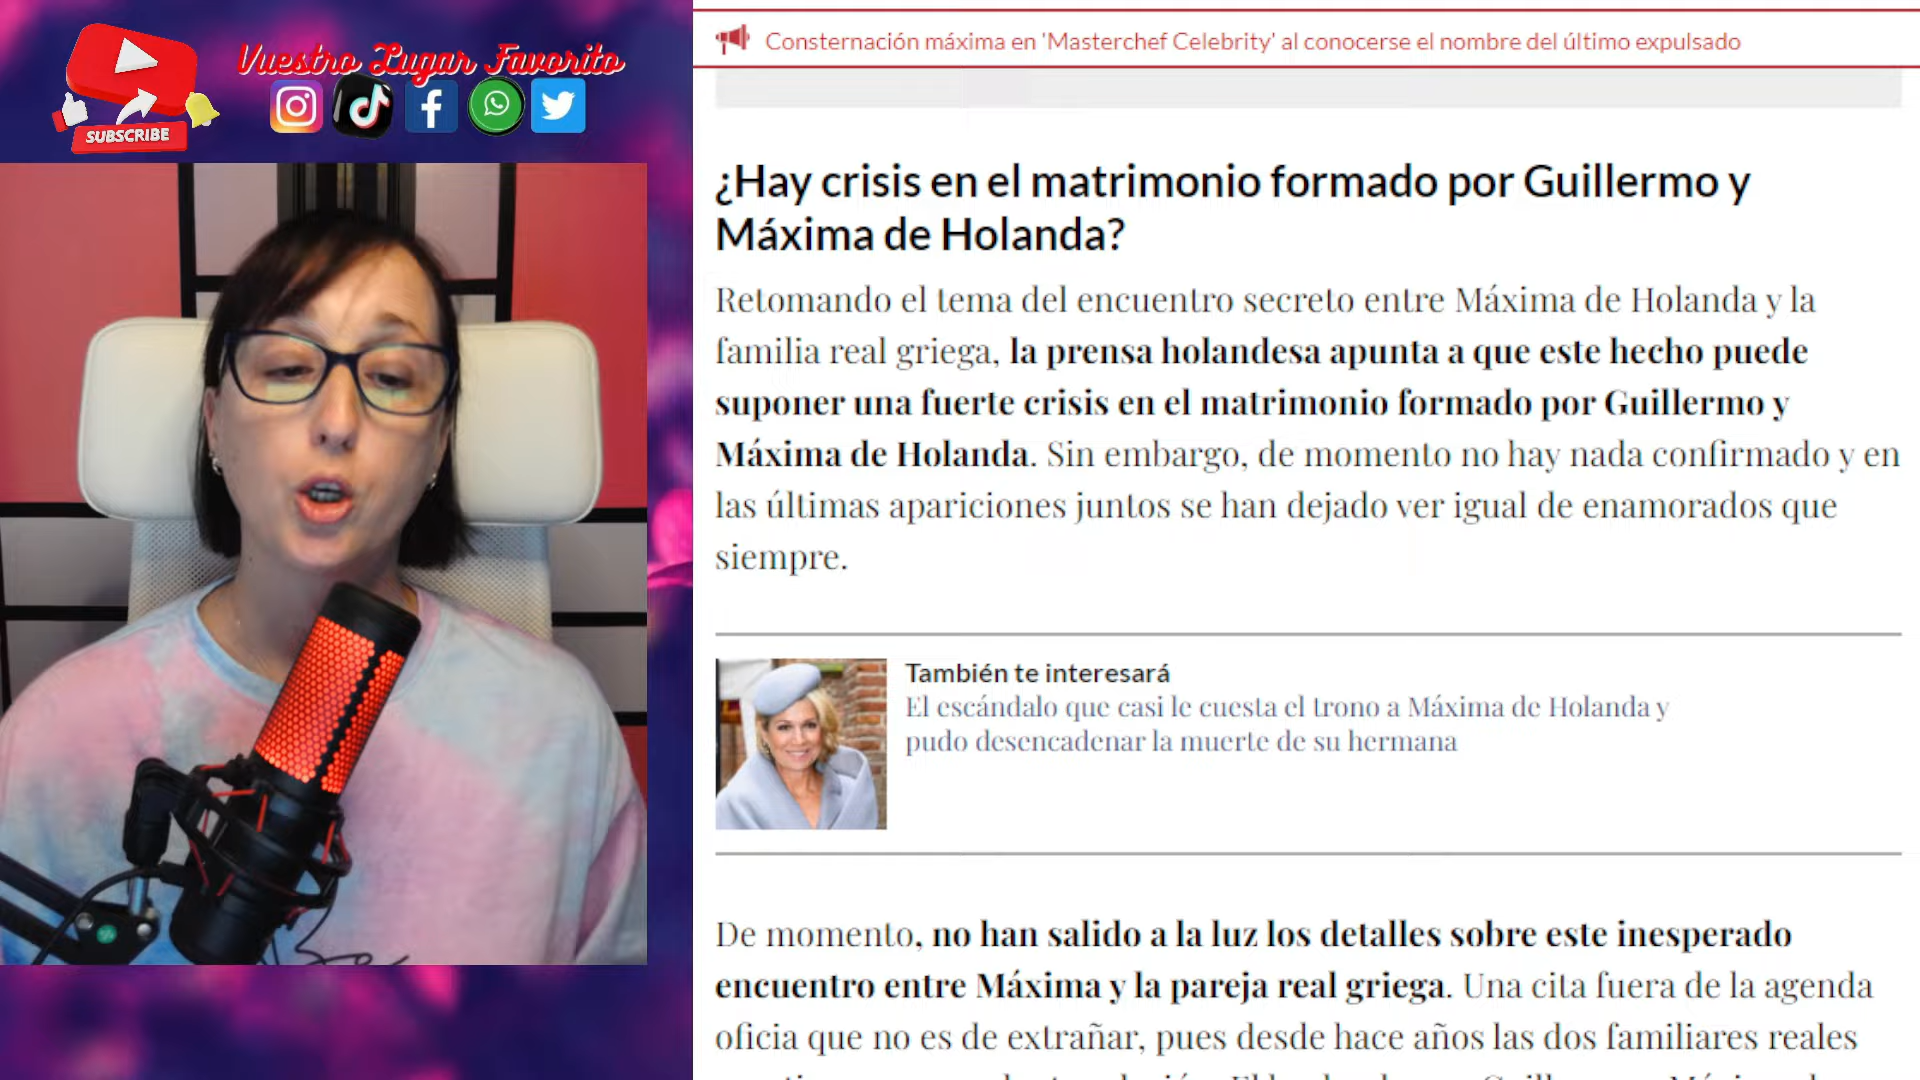 Vuestro Lugar Favorito
SUBSCRIBE
Consternación máxima en 'Masterchef Celebrity' al conocerse el nombre del último expulsado
¿Hay crisis en el matrimonio formado por Guillermo y
Máxima de Holanda?
Retomando el tema del encuentro secreto entre Máxima de Holanda y la
familia real griega, la prensa holandesa apunta a que este hecho puede
suponer una fuerte crisis en el matrimonio formado por Guillermo y
Máxima de Holanda. Sin embargo, de momento no hay nada confirmado y en
las últimas apariciones juntos se han dejado ver igual de enamorados que
siempre.
También te interesará
El escándalo que casi le cuesta el trono a Máxima de Holanda y
pudo desencadenar la muerte de su hermana
De momento, no han salido a la luz los detalles sobre este inesperado
encuentro entre Máxima y la pareja real griega. Una cita fuera de la agenda
oficia que no es de extrañar, pues desde hace años las dos familiares reales